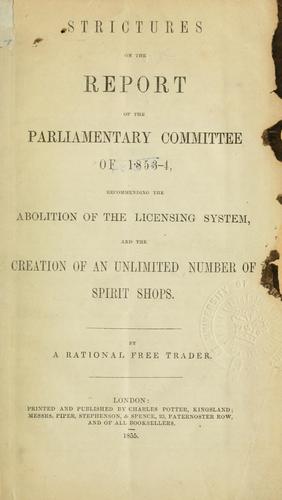 STRICTURES
ON THE
REPORT
OF THE
PARLIAMENTARY COMMITTEE
OF 1853-4,
RECOMMENDING THE
ABOLITION OF THE LICENSING SYSTEM,
AND THE
CREATION OF AN UNLIMITED NUMBER OF
SPIRIT SHOPS.
BY
A RATIONAL FREE TRADER.
LONDON:
PRINTED AND PUBLISHED BY CHARLES POTTER, KINGSLAND;
MESSRS. PIPER, STEPHENSON, & SPENCE, 23, PATERNOSTER ROW,
AND OF ALL BOOKSELLERS.
1855.